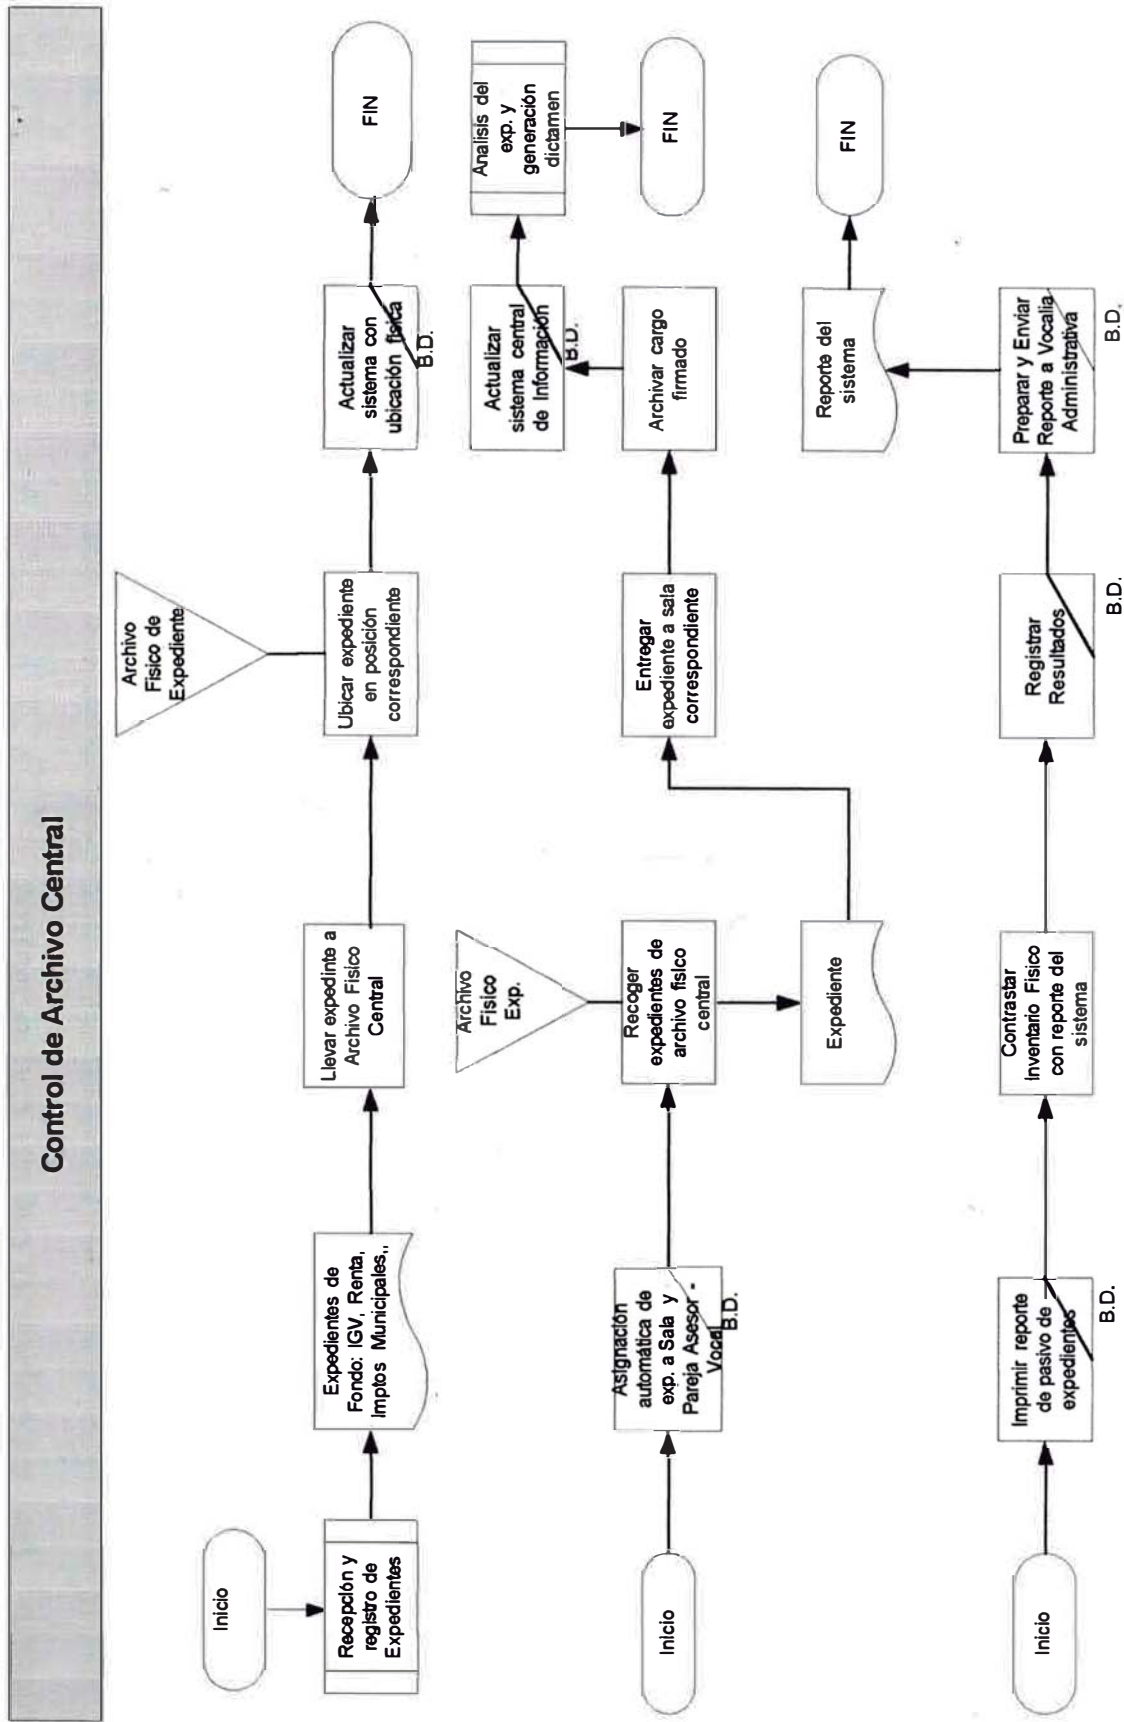 Control de Archivo Central
Inicio
Recepción y
registro de
Expedientes
Expedientes de
Fondo: IGV, Renta,
Imptos Municipales,,
Llevar expedinte a
Archivo Fisico
Central
Archivo
Fisico de
Expediente
Ubicar expediente
en posición
correspondiente
Actualizar
sistema con
ubicación física
B.D.
FIN
Inicio
Asignación
automática de
exp. a Sala y
Pareja Asesor -
Vocal
B.D.
Archivo
Fisico
Exp.
Recoger
expedientes de
archivo fisico
central
Expediente
Entregar
expediente a sala
correspondiente
Archivar cargo
firmado
Actualizar
sistema central
de Información
B.D.
Analisis del
exp. y
generación
dictamen
FIN
Inicio
Imprimir reporte
de pasivo de
expedientes
B.D.
Contrastar
Inventario Fisico
con reporte del
sistema
Registrar
Resultados
B.D.
Preparar y Enviar
Reporte a Vocalia
Administrativa
B.D.
Reporte del
sistema
FIN